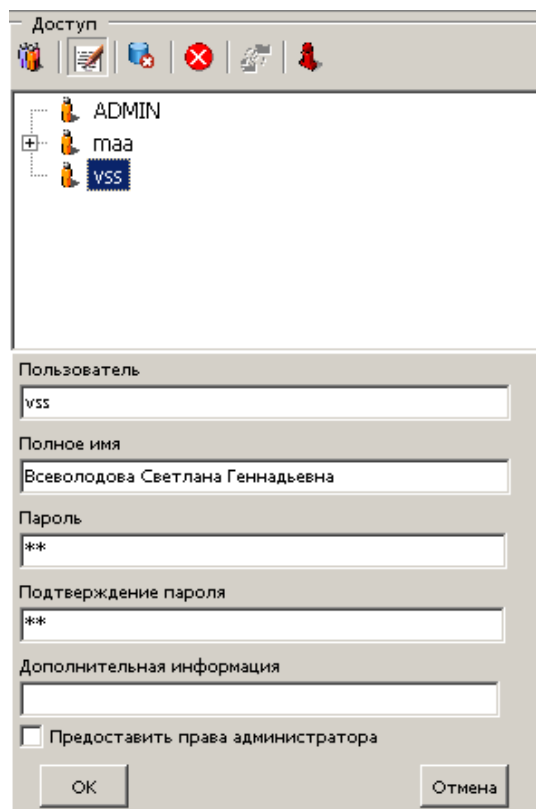 Доступ
ADMIN
maa
vss
Пользователь
vss
Полное имя
Всеволодова Светлана Геннадьевна
Пароль
**
Подтверждение пароля
**
Дополнительная информация
Предоставить права администратора
ОК
Отмена